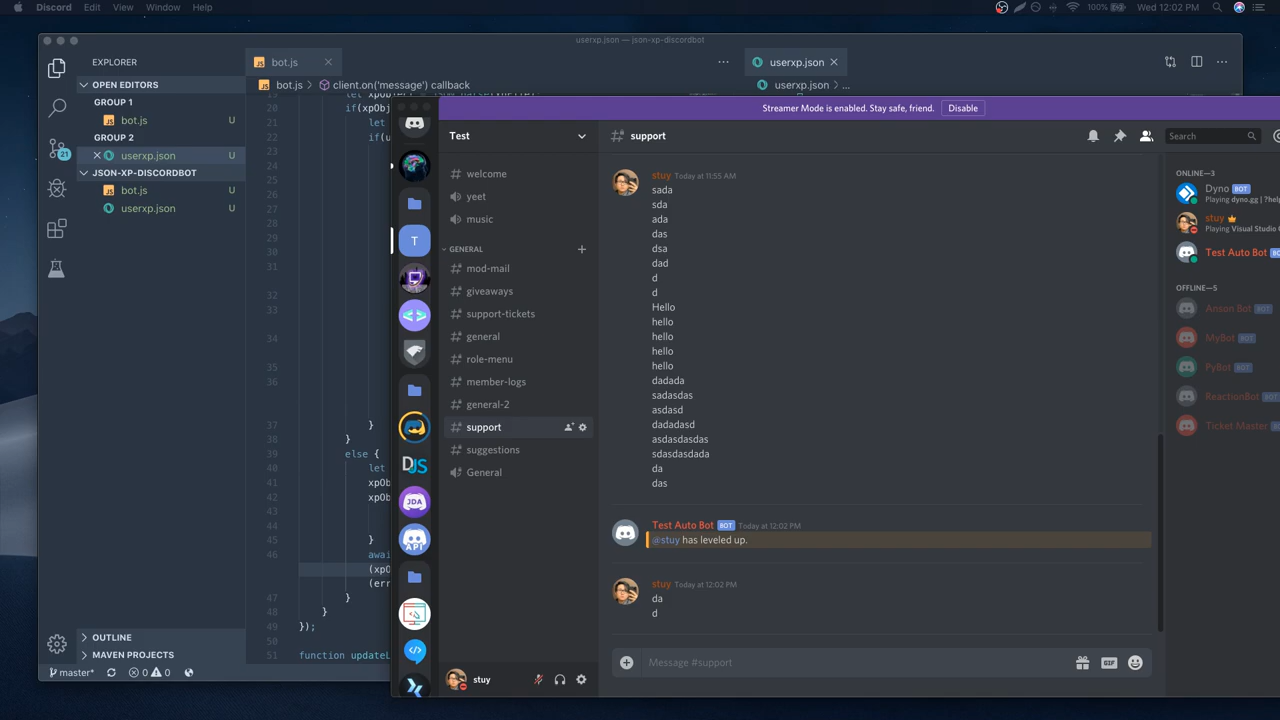 Discord Edit View Window Help
100% Wed 12:02 PM
userxp.json — json-xp-discordbot
EXPLORER
OPEN EDITORS
GROUP 1
bot.js U
GROUP 2
userxp.json U
JSON-XP-DISCORDBOT
bot.js U
userxp.json U
21
OUTLINE
MAVEN PROJECTS
master* 0 0
bot.js
bot.js client.on('message') callback
userxp.json
userxp.json ...
20 if(xpObj
21 let
22 if(u
24
25
26
27
28
29
30
31
32
33
34
35
36
37 }
38 }
39 else {
40 let
41 xpOb
42 xpOb
43
44
45 }
46 awai
(xpO
(err
47 }
48 }
49 });
50
51 function updateL
Streamer Mode is enabled. Stay safe, friend. Disable
Test
welcome
yeet
music
GENERAL
mod-mail
giveaways
support-tickets
general
role-menu
member-logs
general-2
support
suggestions
General
stuy
T
DJS
JDA
API
support
Search
stuy Today at 11:55 AM
sada
sda
ada
das
dsa
dad
d
d
Hello
hello
hello
hello
hello
dadada
sadasdas
asdasd
dadadasd
asdasdasdas
sdasdasdada
da
das
Test Auto Bot BOT Today at 12:02 PM
@stuy has leveled up.
stuy Today at 12:02 PM
da
d
Message #support
GIF
ONLINE—3
Dyno BOT
Playing dyno.gg | ?help
stuy
Playing Visual Studio
Test Auto Bot BOT
OFFLINE—5
Anson Bot BOT
MyBot BOT
PyBot BOT
ReactionBot BOT
Ticket Master BOT